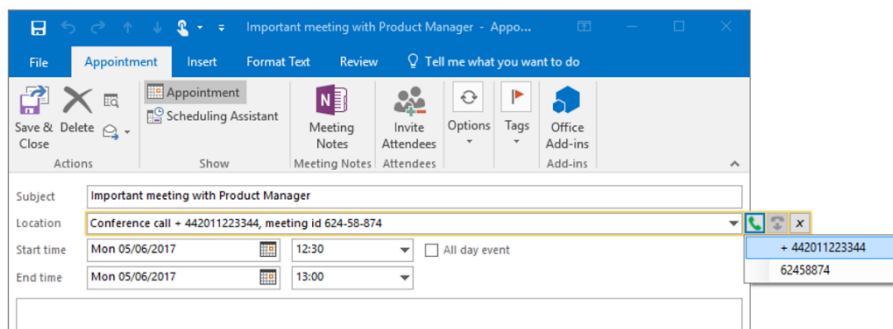 Important meeting with Product Manager - Appo...
File Appointment Insert Format Text Review Tell me what you want to do
Appointment
Scheduling Assistant
Save & Close
Delete
Meeting Notes
Invite Attendees
Options
Tags
Office Add-ins
Actions Show Meeting Notes Attendees Add-ins
Subject Important meeting with Product Manager
Location Conference call + 442011223344, meeting id 624-58-874 x
+ 442011223344
Start time Mon 05/06/2017 12:30 All day event
62458874
End time Mon 05/06/2017 13:00